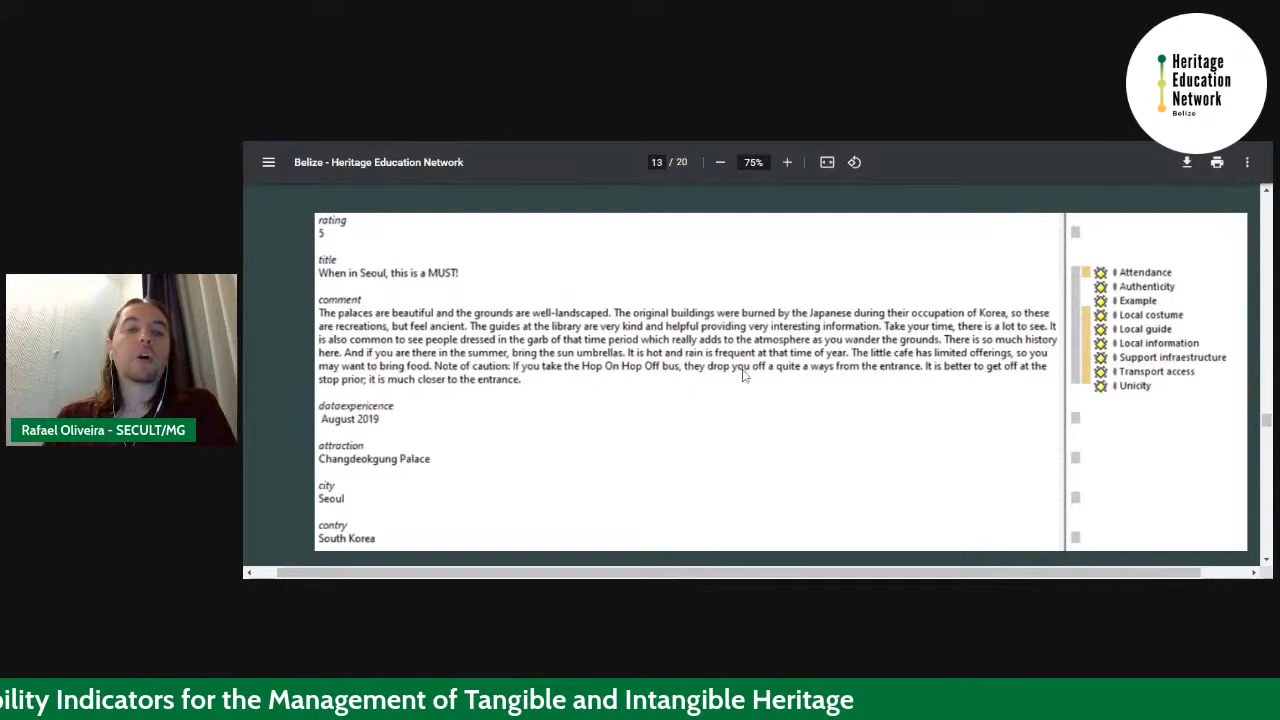 Heritage
Education
Network
Belize
Belize - Heritage Education Network
13 / 20
75%
rating
5
title
When in Seoul, this is a MUST!
comment
The palaces are beautiful and the grounds are well-landscaped. The original buildings were burned by the Japanese during their occupation of Korea, so these
are recreations, but feel ancient. The guides at the library are very kind and helpful providing very interesting information. Take your time, there is a lot to see. It
is also common to see people dressed in the garb of that time period which really adds to the atmosphere as you wander the grounds. There is so much history
here. And if you are there in the summer, bring the sun umbrellas. It is hot and rain is frequent at that time of year. The little cafe has limited offerings, so you
may want to bring food. Note of caution: If you take the Hop On Hop Off bus, they drop you off a quite a ways from the entrance. It is better to get off at the
stop prior; it is much closer to the entrance.
dataexpericence
August 2019
attraction
Changdeokgung Palace
city
Seoul
contry
South Korea
Attendance
Authenticity
Example
Local costume
Local guide
Local information
Support infraestructure
Transport access
Unicity
Rafael Oliveira - SECULT/MG
bility Indicators for the Management of Tangible and Intangible Heritage